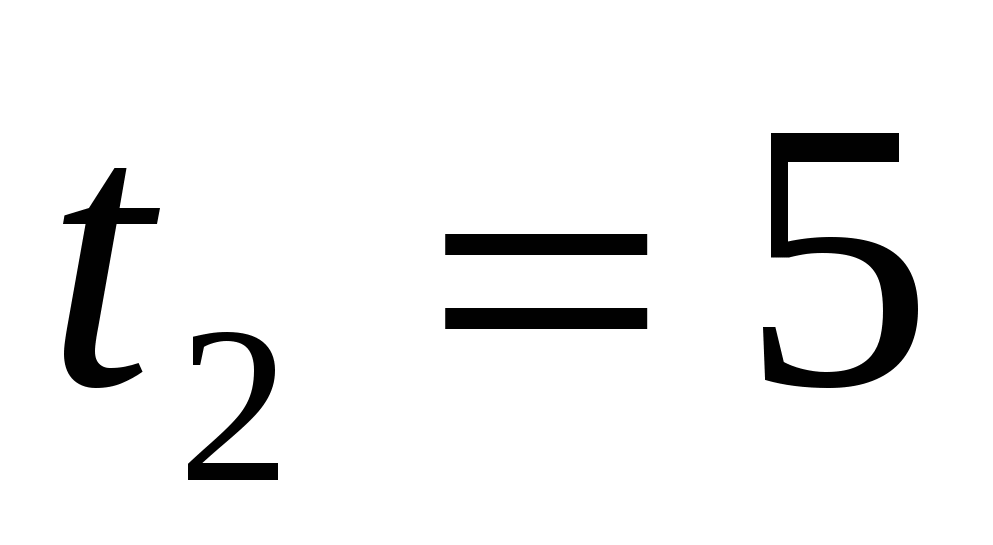 t₂ = 5